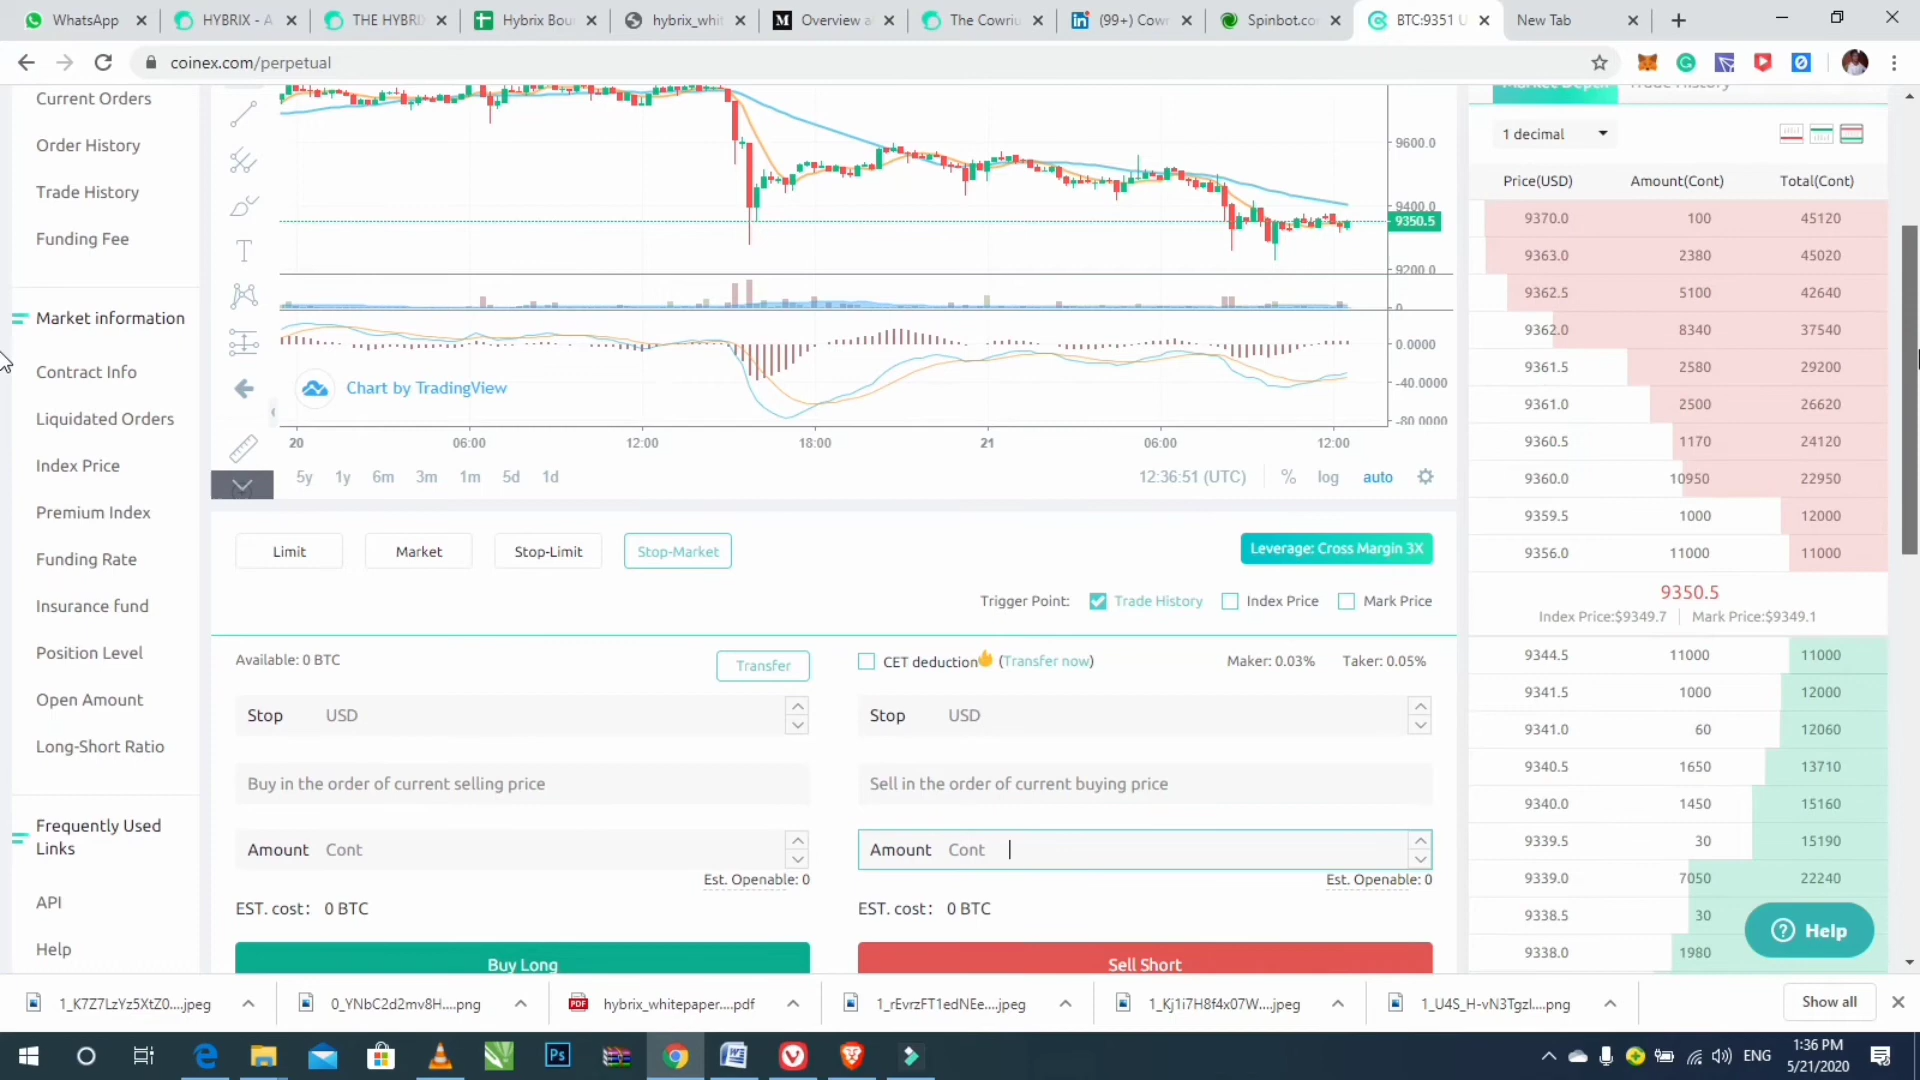 WhatsApp
HYBRIX - A
THE HYBRI
Hybrix Bou
hybrix_whit
Overview a
The Cowriu
(99+) Cowr
Spinbot.co
BTC:9351 U
New Tab
coinex.com/perpetual
Current Orders
Order History
Trade History
Funding Fee
Market information
Contract Info
Liquidated Orders
Index Price
Premium Index
Funding Rate
Insurance fund
Position Level
Open Amount
Long-Short Ratio
Frequently Used
Links
API
Help
9600.0
9400.0
9350.5
9200.0
0
0.0000
-40.0000
-80.0000
Chart by TradingView
20 06:00 12:00 18:00 21 06:00 12:00
5y 1y 6m 3m 1m 5d 1d 12:36:51 (UTC) % log auto
Limit Market Stop-Limit Stop-Market Leverage: Cross Margin 3X
Trigger Point: Trade History Index Price Mark Price
Available: 0 BTC Transfer CET deduction (Transfer now) Maker: 0.03% Taker: 0.05%
Stop USD Stop USD
Buy in the order of current selling price Sell in the order of current buying price
Amount Cont Amount Cont
Est. Openable: 0 Est. Openable: 0
EST. cost: 0 BTC EST. cost: 0 BTC
Buy Long Sell Short
Market Depth Trade History
1 decimal
Price(USD) Amount(Cont) Total(Cont)
9370.0 100 45120
9363.0 2380 45020
9362.5 5100 42640
9362.0 8340 37540
9361.5 2580 29200
9361.0 2500 26620
9360.5 1170 24120
9360.0 10950 22950
9359.5 1000 12000
9356.0 11000 11000
9350.5
Index Price:$9349.7 Mark Price:$9349.1
9344.5 11000 11000
9341.5 1000 12000
9341.0 60 12060
9340.5 1650 13710
9340.0 1450 15160
9339.5 30 15190
9339.0 7050 22240
9338.5 30
9338.0 1980
Help
1_K7Z7LzYz5XtZ0....jpeg
0_YNbC2d2mv8H....png
hybrix_whitepaper....pdf
1_rEvrzFT1edNEe....jpeg
1_Kj1i7H8f4x07W....jpeg
1_U4S_H-vN3Tgzl....png
Show all
ENG
1:36 PM
5/21/2020